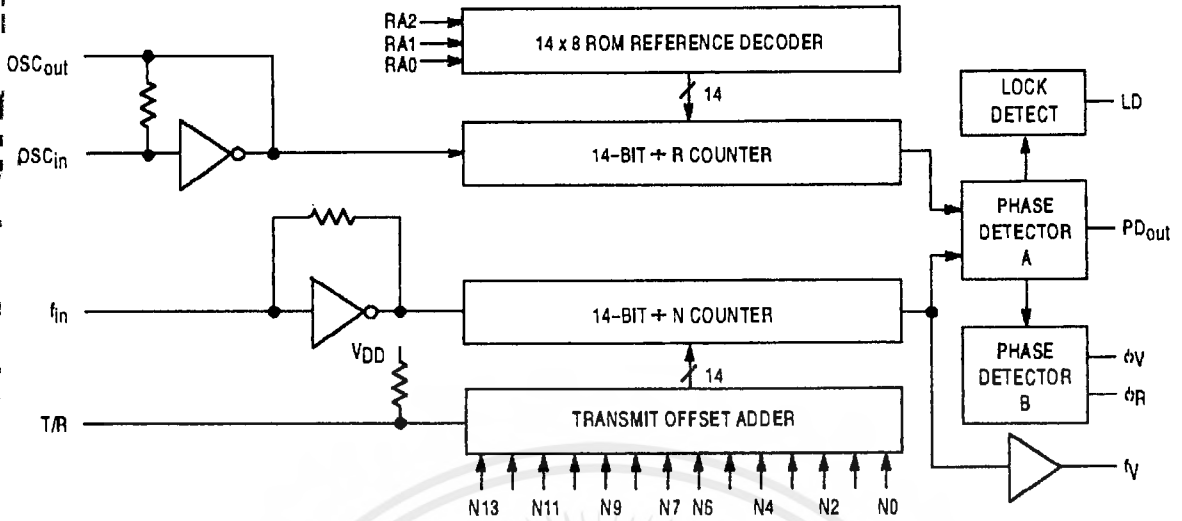 RA2
RA1
RA0
14 x 8 ROM REFERENCE DECODER
OSCout
14
LOCK
DETECT
LD
OSCin
14-BIT ÷ R COUNTER
PHASE
DETECTOR
A
PDout
fin
14-BIT ÷ N COUNTER
VDD
14
PHASE
DETECTOR
B
ϕV
ϕR
T/R
TRANSMIT OFFSET ADDER
fV
N13 N11 N9 N7 N6 N4 N2 N0